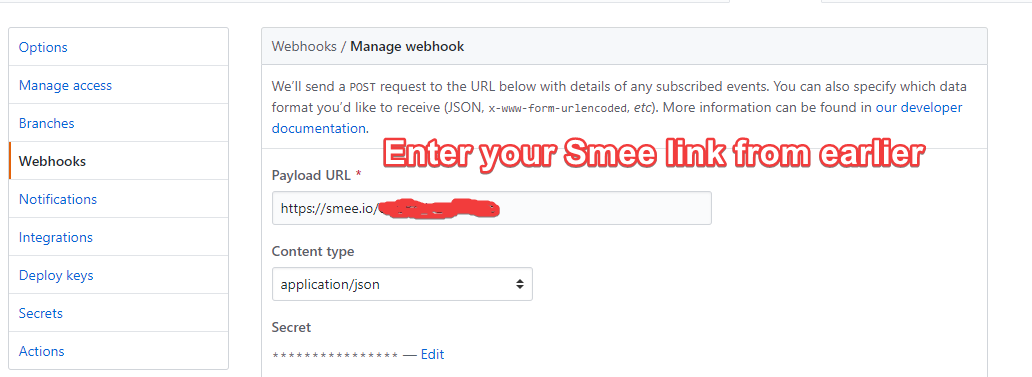 Options
Manage access
Branches
Webhooks
Notifications
Integrations
Deploy keys
Secrets
Actions
Webhooks / Manage webhook
We'll send a POST request to the URL below with details of any subscribed events. You can also specify which data
format you'd like to receive (JSON, x-www-form-urlencoded, etc). More information can be found in our developer
documentation.
Enter your Smee link from earlier
Payload URL *
https://smee.io/
Content type
application/json
Secret
**************** — Edit